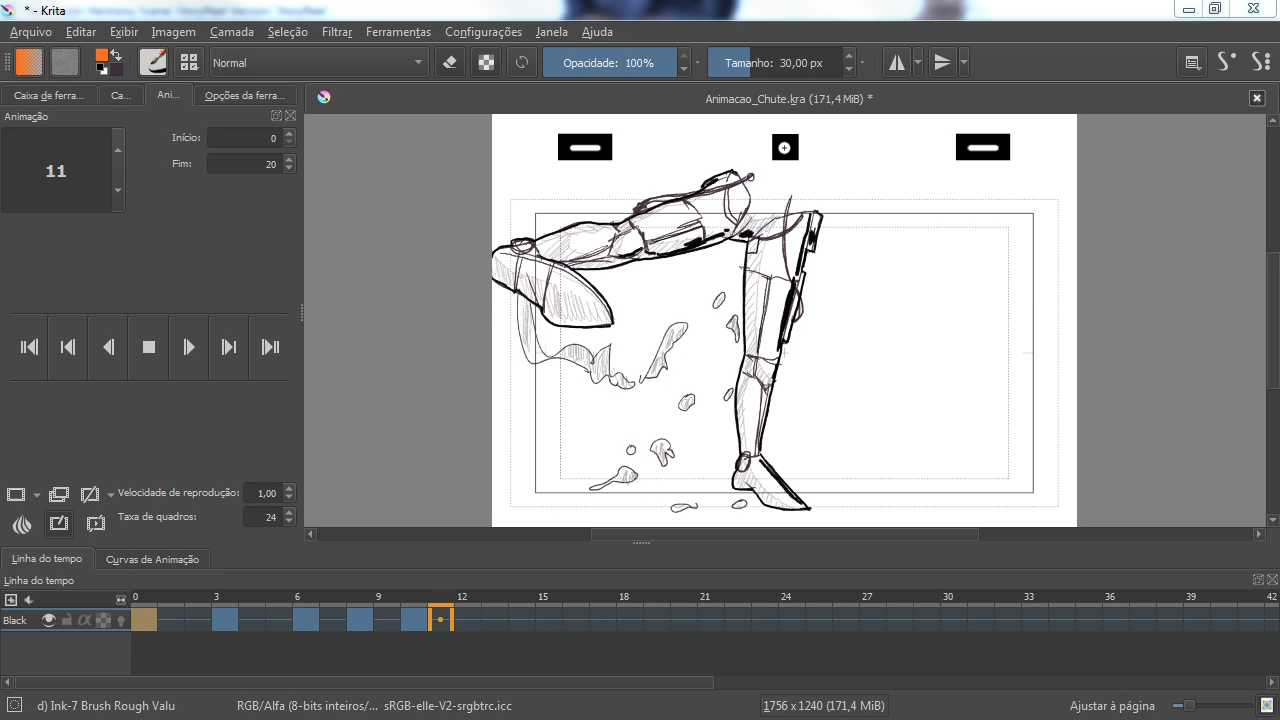 * - Krita
Arquivo Editar Exibir Imagem Camada Seleção Filtrar Ferramentas Configurações Janela Ajuda
Normal Opacidade: 100% Tamanho: 30,00 px
Caixa de ferra... Ca... Ani... Opções da ferra...
Animacao_Chute.kra (171,4 MiB) *
Animação
11
Início: 0
Fim: 20
Velocidade de reprodução: 1,00
Taxa de quadros: 24
Linha do tempo Curvas de Animação
Linha do tempo
0 3 6 9 12 15 18 21 24 27 30 33 36 39 42
Black
d) Ink-7 Brush Rough Valu RGB/Alfa (8-bits inteiros/... sRGB-elle-V2-srgbtrc.icc 1756 x 1240 (171,4 MiB) Ajustar à página